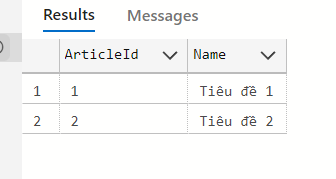 Results Messages
ArticleId Name
1 1 Tiêu đề 1
2 2 Tiêu đề 2